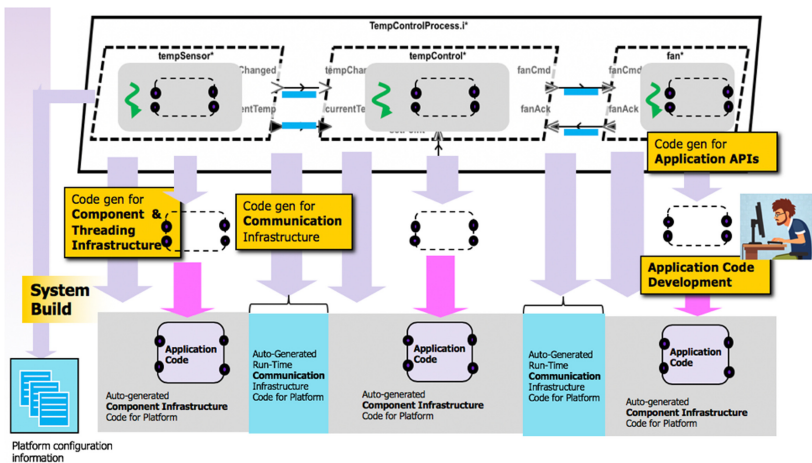 TempControlProcess.i*
tempSensor*
tempControl*
fan*
Changed
tempCha
fanCmd
fanCmd
entTemp
currentTe
fanAck
fanAck
Code gen for
Application APIs
Code gen for
Component &
Threading
Infrastructure
Code gen for
Communication
Infrastructure
Application Code
Development
System
Build
Application
Code
Auto-generated
Component Infrastructure
Code for Platform
Auto-Generated
Run-Time
Communication
Infrastructure
Code for Platform
Application
Code
Auto-generated
Component Infrastructure
Code for Platform
Auto-Generated
Run-Time
Communication
Infrastructure
Code for Platform
Application
Code
Auto-generated
Component Infrastructure
Code for Platform
Platform configuration
information